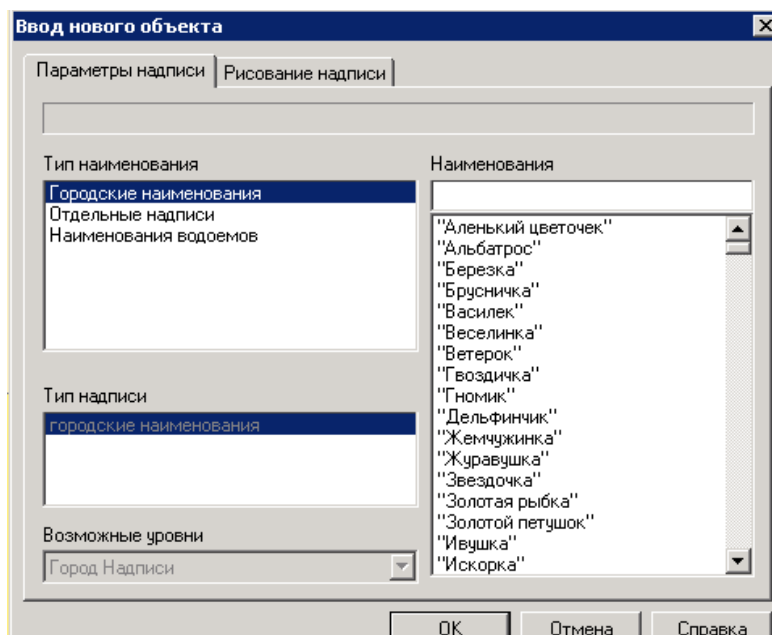 Ввод нового объекта
Параметры надписи
Рисование надписи
Тип наименования
Городские наименования
Отдельные надписи
Наименования водоемов
Тип надписи
городские наименования
Возможные уровни
Город Надписи
Наименования
"Аленький цветочек"
"Альбатрос"
"Березка"
"Брусничка"
"Василек"
"Веселинка"
"Ветерок"
"Гвоздичка"
"Гномик"
"Дельфинчик"
"Жемчужинка"
"Журавушка"
"Звездочка"
"Золотая рыбка"
"Золотой петушок"
"Ивушка"
"Искорка"
OK
Отмена
Справка